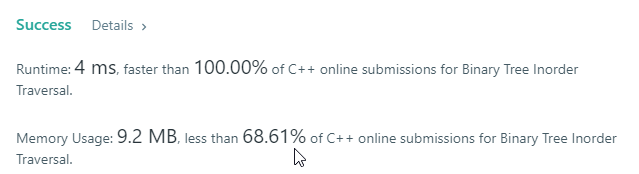 Success Details >
Runtime: 4 ms, faster than 100.00% of C++ online submissions for Binary Tree Inorder
Traversal.
Memory Usage: 9.2 MB, less than 68.61% of C++ online submissions for Binary Tree Inorder
Traversal.